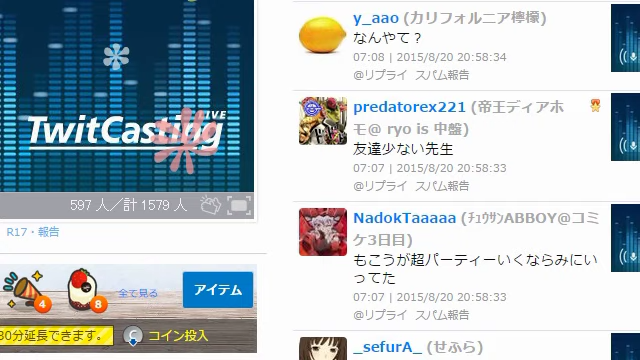 TwitCasting LIVE
597 人／計 1579 人
R17・報告
4
8
全て見る
アイテム
30分延長できます。
C コイン投入
y_aao (カリフォルニア檸檬)
なんやて？
07:08 | 2015/8/20 20:58:34
@リプライ スパム報告
predatorex221 (帝王ディアホ
モ@ ryo is 中盤)
友達少ない先生
07:07 | 2015/8/20 20:58:33
@リプライ スパム報告
NadokTaaaaa (ﾁｭｳｻﾝABBOY@コミ
ケ3日目)
もこうが超パーティーいくならみにい
ってた
07:07 | 2015/8/20 20:58:33
@リプライ スパム報告
_sefurA_ (せふら)